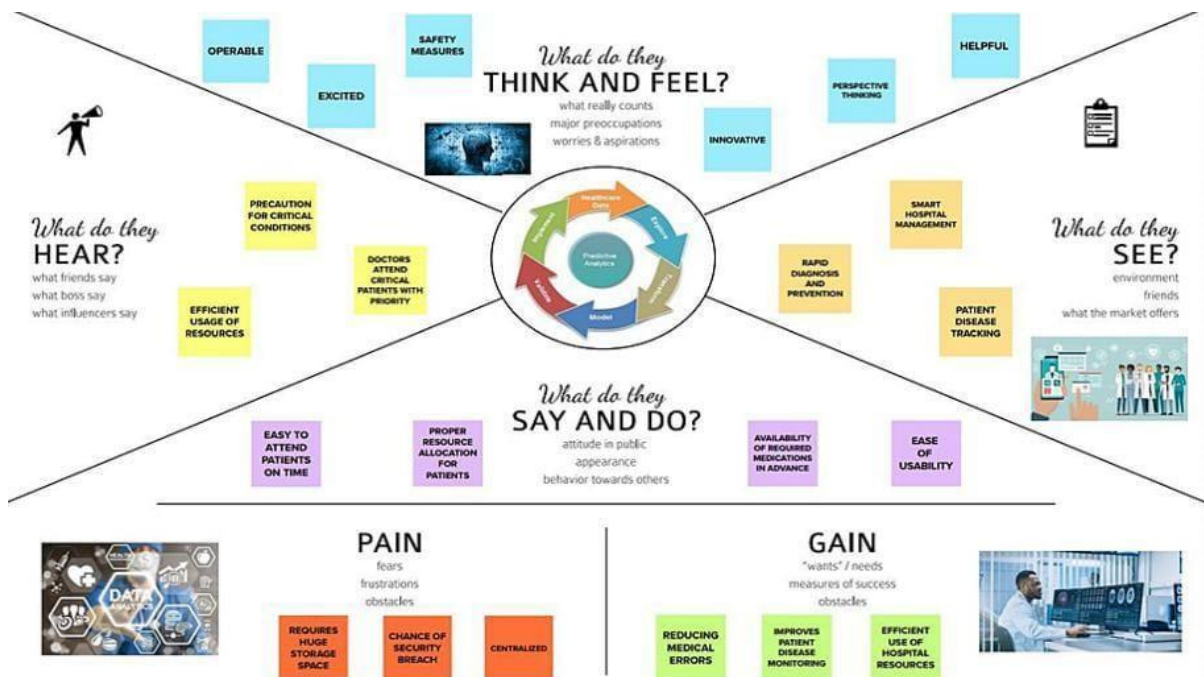 OPERABLE
EXCITED
SAFETY
MEASURES
What do they
THINK AND FEEL?
what really counts
major preoccupations
worries & aspirations
INNOVATIVE
PERSPECTIVE
THINKING
HELPFUL
What do they
HEAR?
what friends say
what boss say
what influencers say
PRECAUTION
FOR CRITICAL
CONDITIONS
DOCTORS
ATTEND
CRITICAL
PATIENTS WITH
PRIORITY
EFFICIENT
USAGE OF
RESOURCES
Healthcare
Data
Explore
Transform
Model
Validate
Implement
Predictive
Analytics
SMART
HOSPITAL
MANAGEMENT
RAPID
DIAGNOSIS
AND
PREVENTION
PATIENT
DISEASE
TRACKING
What do they
SEE?
environment
friends
what the market offers
What do they
SAY AND DO?
attitude in public
appearance
behavior towards others
EASY TO
ATTEND
PATIENTS
ON TIME
PROPER
RESOURCE
ALLOCATION
FOR
PATIENTS
AVAILABILITY
OF REQUIRED
MEDICATIONS
IN ADVANCE
EASE
OF
USABILITY
PAIN
fears
frustrations
obstacles
DATA
ANALYTICS
REQUIRES
HUGE
STORAGE
SPACE
CHANCE OF
SECURITY
BREACH
CENTRALIZED
GAIN
"wants" / needs
measures of success
obstacles
REDUCING
MEDICAL
ERRORS
IMPROVES
PATIENT
DISEASE
MONITORING
EFFICIENT
USE OF
HOSPITAL
RESOURCES